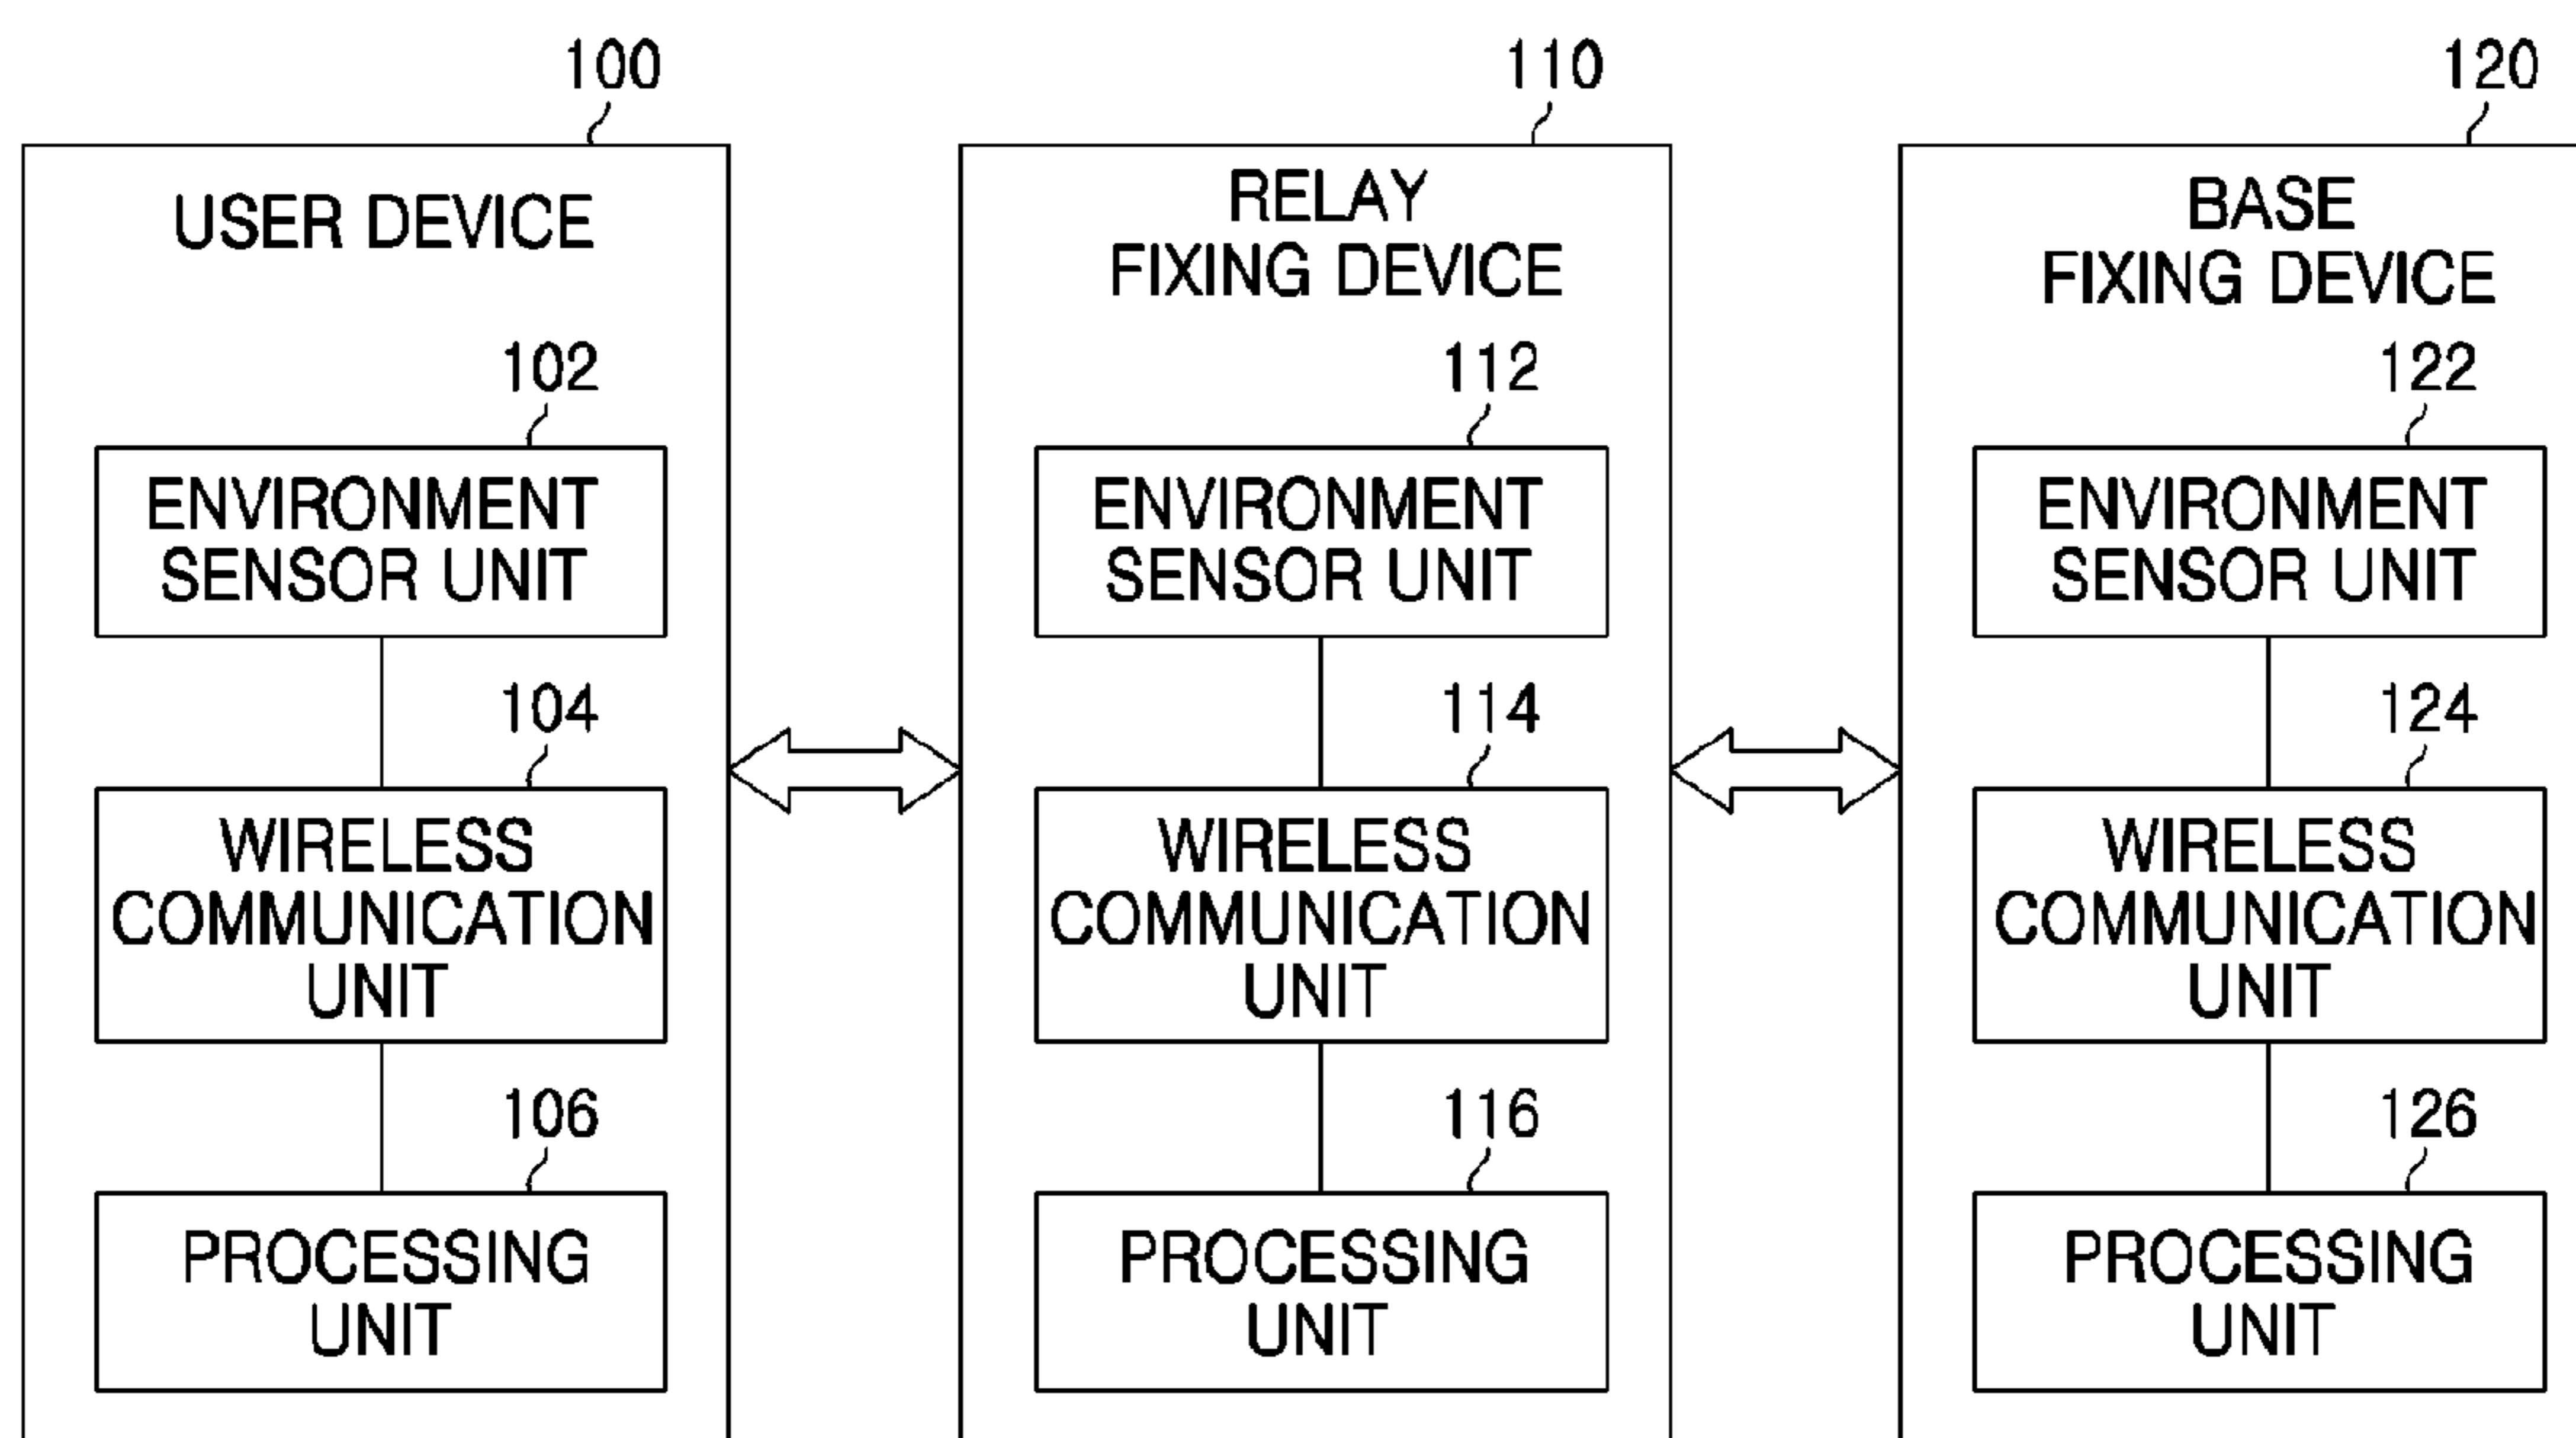 100
USER DEVICE
102
ENVIRONMENT
SENSOR UNIT
104
WIRELESS
COMMUNICATION
UNIT
106
PROCESSING
UNIT
110
RELAY
FIXING DEVICE
112
ENVIRONMENT
SENSOR UNIT
114
WIRELESS
COMMUNICATION
UNIT
116
PROCESSING
UNIT
120
BASE
FIXING DEVICE
122
ENVIRONMENT
SENSOR UNIT
124
WIRELESS
COMMUNICATION
UNIT
126
PROCESSING
UNIT